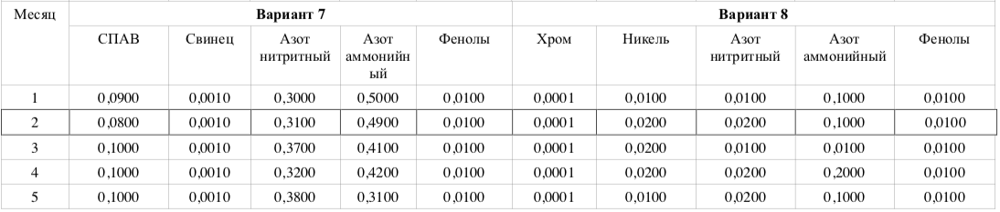 Месяц Вариант 7 Вариант 8
СПАВ Свинец Азот нитритный Азот аммонийн ый Фенолы Хром Никель Азот нитритный Азот аммонийный Фенолы
1 0,0900 0,0010 0,3000 0,5000 0,0100 0,0001 0,0100 0,0100 0,1000 0,0100
2 0,0800 0,0010 0,3100 0,4900 0,0100 0,0001 0,0200 0,0200 0,1000 0,0100
3 0,1000 0,0010 0,3700 0,4100 0,0100 0,0001 0,0200 0,0100 0,0100 0,0100
4 0,1000 0,0010 0,3200 0,4200 0,0100 0,0001 0,0200 0,0200 0,2000 0,0100
5 0,1000 0,0010 0,3800 0,3100 0,0100 0,0001 0,0100 0,0200 0,1000 0,0100